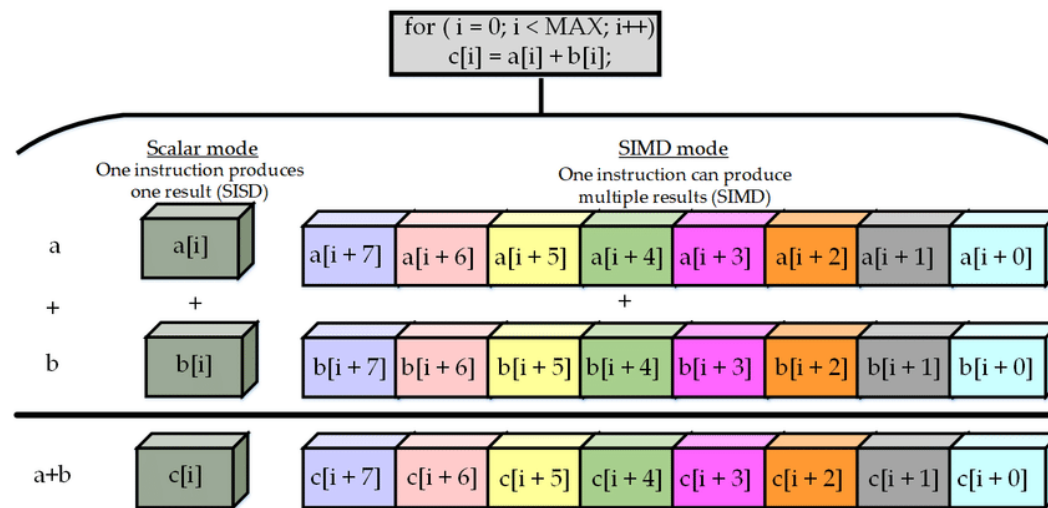 for ( i = 0; i < MAX; i++)
c[i] = a[i] + b[i];
Scalar mode
One instruction produces
one result (SISD)
SIMD mode
One instruction can produce
multiple results (SIMD)
a a[i] a[i + 7] a[i + 6] a[i + 5] a[i + 4] a[i + 3] a[i + 2] a[i + 1] a[i + 0]
+ + +
b b[i] b[i + 7] b[i + 6] b[i + 5] b[i + 4] b[i + 3] b[i + 2] b[i + 1] b[i + 0]
a+b c[i] c[i + 7] c[i + 6] c[i + 5] c[i + 4] c[i + 3] c[i + 2] c[i + 1] c[i + 0]